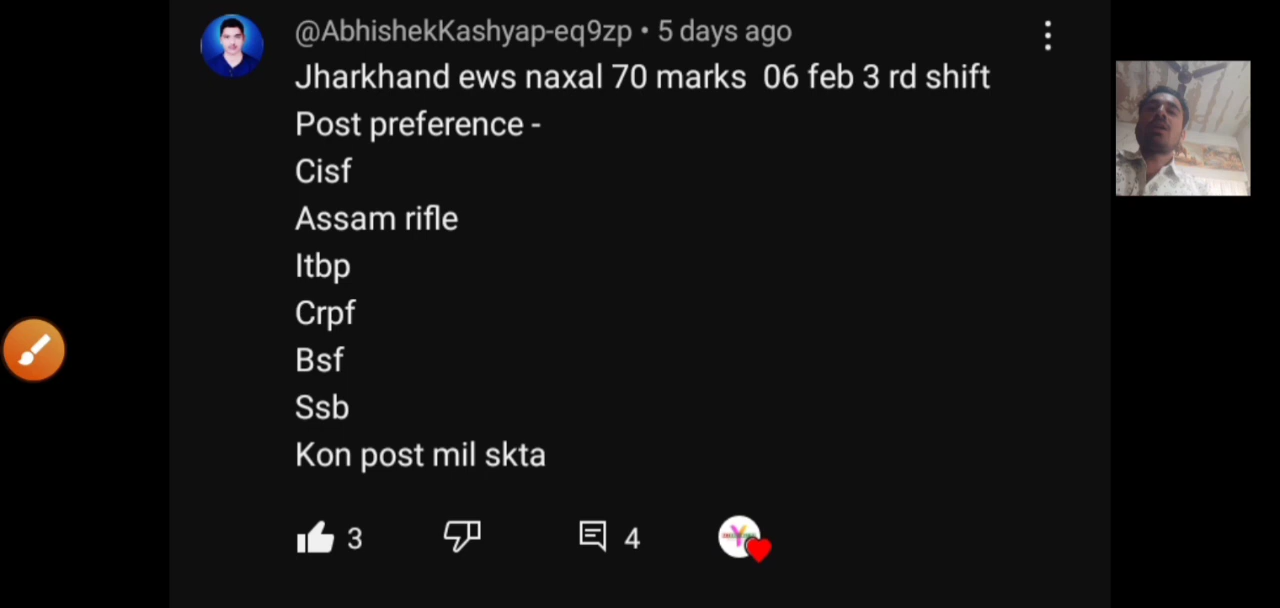 @AbhishekKashyap-eq9zp • 5 days ago
Jharkhand ews naxal 70 marks 06 feb 3 rd shift
Post preference -
Cisf
Assam rifle
Itbp
Crpf
Bsf
Ssb
Kon post mil skta
3 4